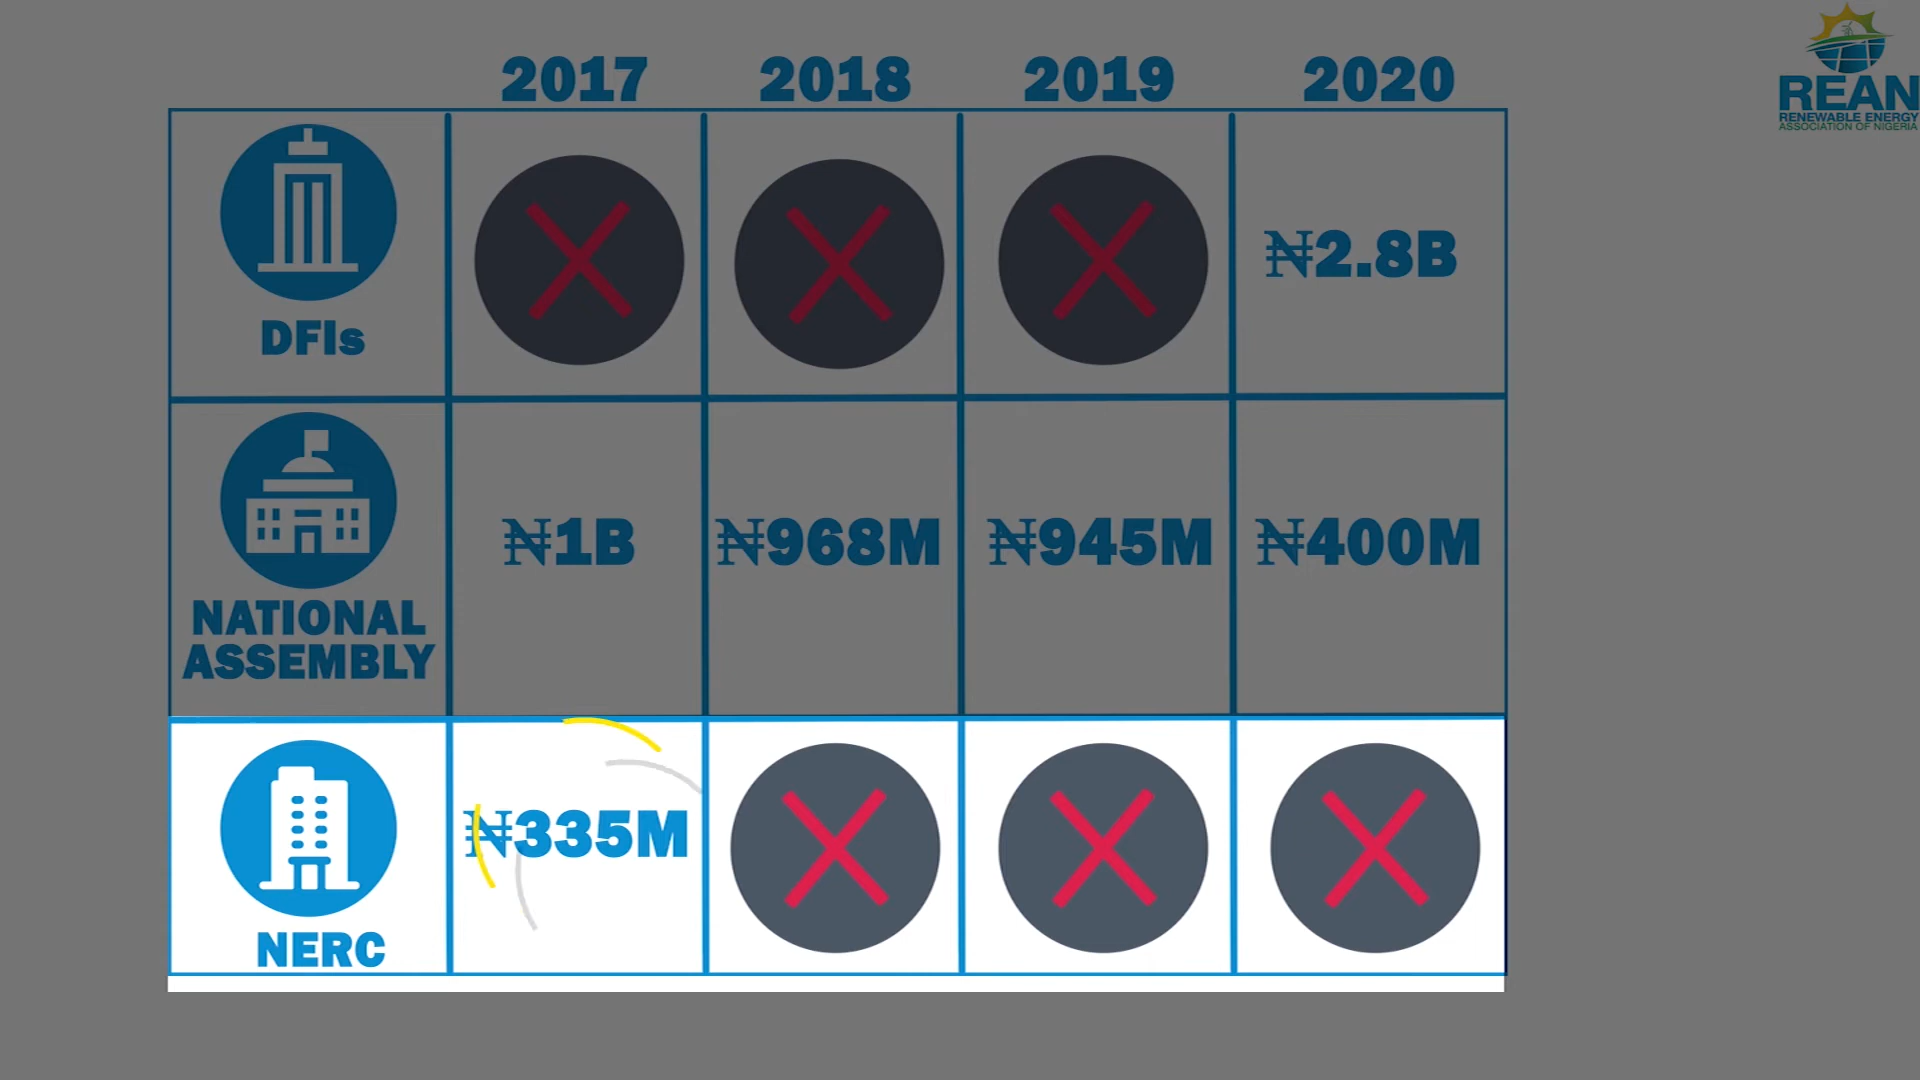 2017 2018 2019 2020
REAN
RENEWABLE ENERGY
ASSOCIATION OF NIGERIA
₦2.8B
DFIs
₦1B ₦968M ₦945M ₦400M
NATIONAL
ASSEMBLY
₦335M
NERC